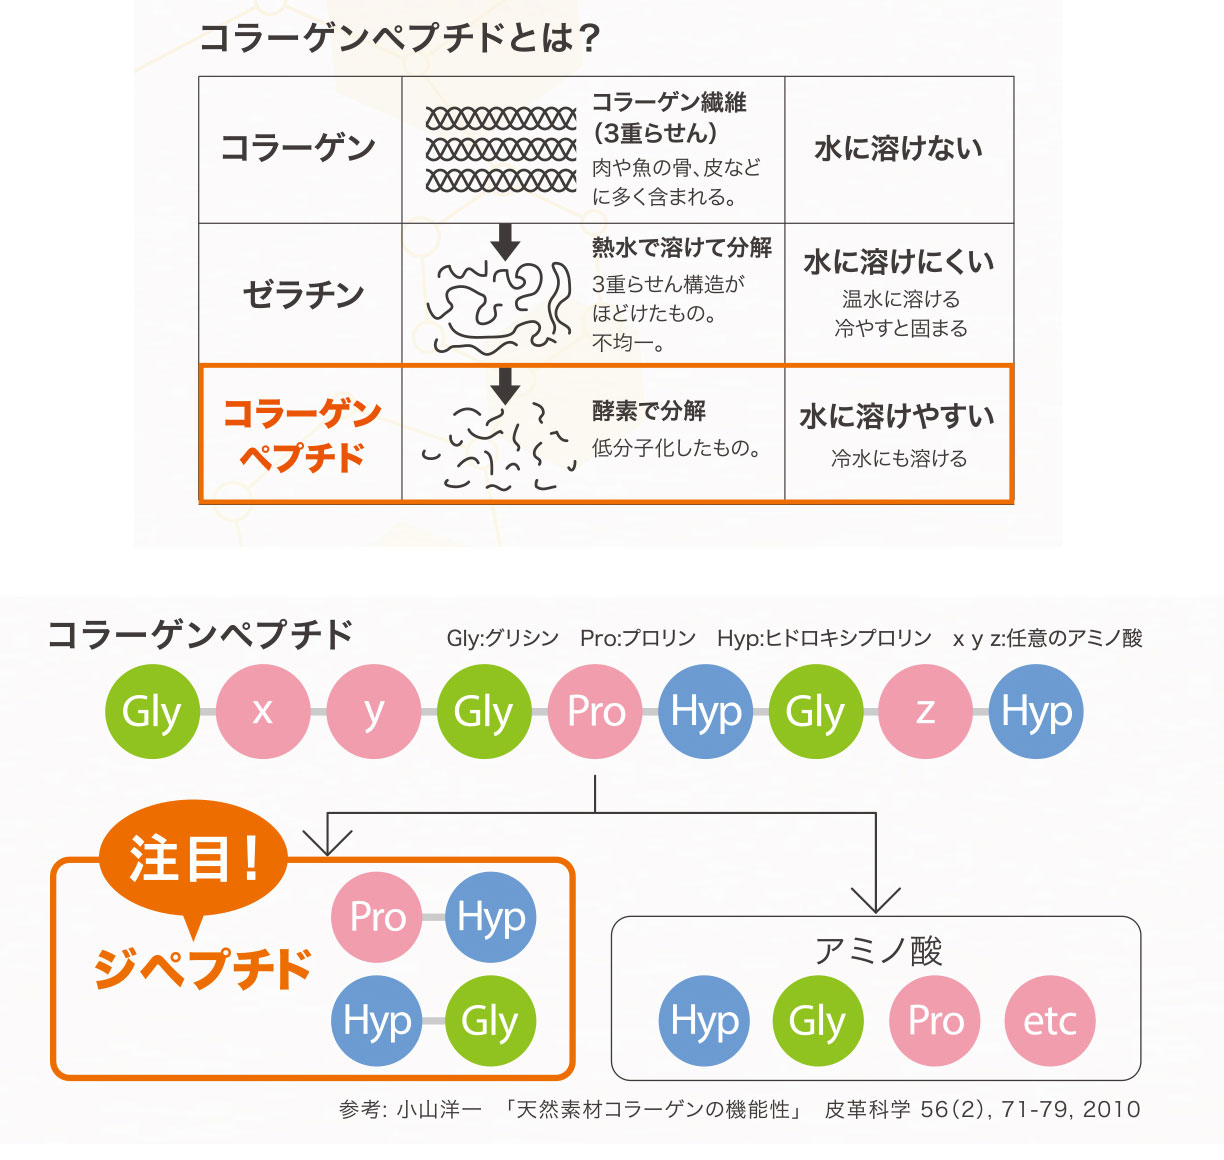 コラーゲンペプチドとは？
コラーゲン
コラーゲン繊維
（3重らせん）
肉や魚の骨、皮など
に多く含まれる。
水に溶けない
ゼラチン
熱水で溶けて分解
3重らせん構造が
ほどけたもの。
不均一。
水に溶けにくい
温水に溶ける
冷やすと固まる
コラーゲン
ペプチド
酵素で分解
低分子化したもの。
水に溶けやすい
冷水にも溶ける
コラーゲンペプチド
Gly:グリシン　Pro:プロリン　Hyp:ヒドロキシプロリン　x y z:任意のアミノ酸
Gly x y Gly Pro Hyp Gly z Hyp
注目！
ジペプチド
Pro Hyp
Hyp Gly
アミノ酸
Hyp Gly Pro etc
参考: 小山洋一　「天然素材コラーゲンの機能性」　皮革科学 56（2）, 71-79, 2010